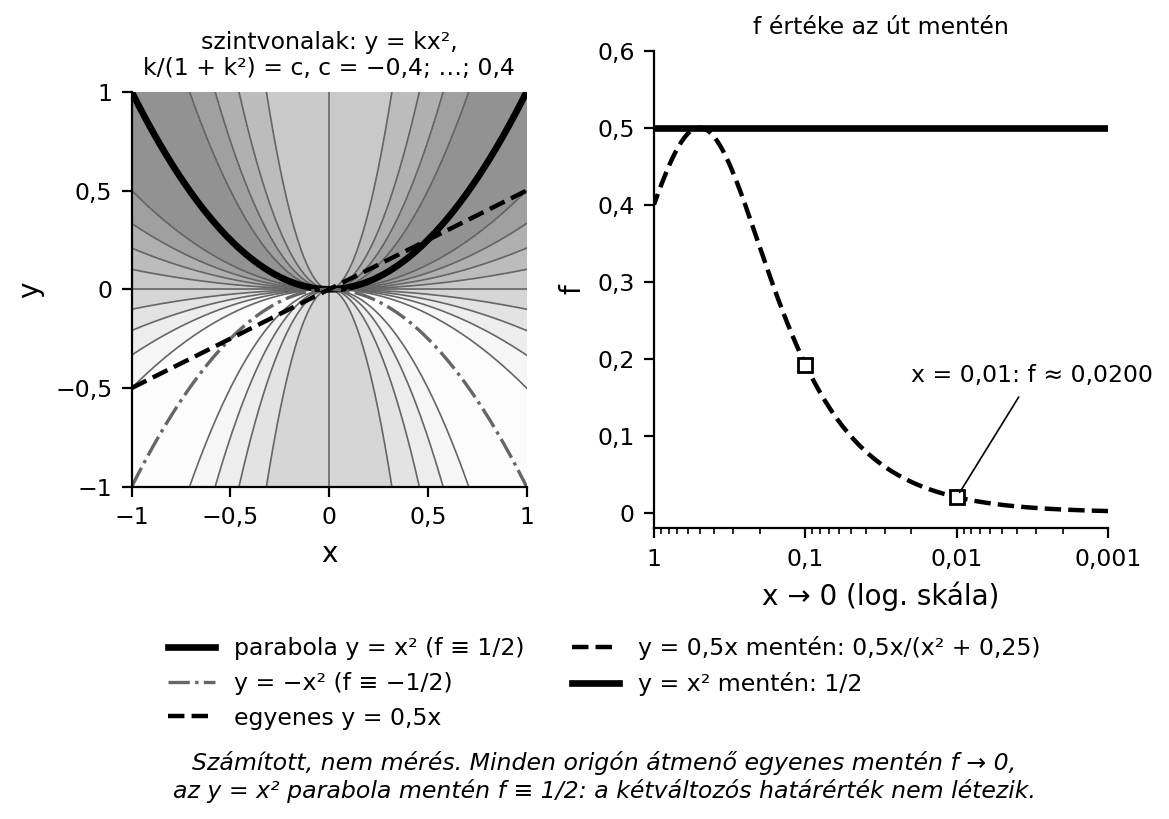 szintvonalak: y = kx²,
k/(1 + k²) = c, c = −0,4; …; 0,4
1
0,5
0
−0,5
−1
y
−1
−0,5
0
0,5
1
x
f értéke az út mentén
0,6
0,5
0,4
0,3
0,2
0,1
0
f
x = 0,01: f ≈ 0,0200
1
0,1
0,01
0,001
x → 0 (log. skála)
parabola y = x² (f ≡ 1/2)
y = −x² (f ≡ −1/2)
egyenes y = 0,5x
y = 0,5x mentén: 0,5x/(x² + 0,25)
y = x² mentén: 1/2
Számított, nem mérés. Minden origón átmenő egyenes mentén f → 0,
az y = x² parabola mentén f ≡ 1/2: a kétváltozós határérték nem létezik.